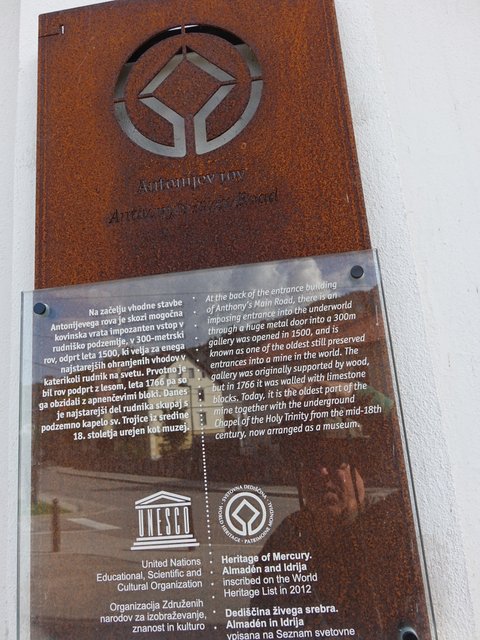 Antonijev rov
Anthony's Main Road
Na začelju vhodne stavbe
Antonijevega rova je skozi mogočna
kovinska vrata impozanten vstop v
rudniško podzemlje, v 300-metrski
rov, odprt leta 1500, ki velja za enega
najstarejših ohranjenih vhodov v
katerikoli rudnik na svetu. Prvotno je
bil rov podprt z lesom, leta 1766 pa so
ga obzidali z apnenčevimi bloki. Danes
je najstarejši del rudnika skupaj s
podzemno kapelo sv. Trojice iz sredine
18. stoletja urejen kot muzej.
At the back of the entrance building
of Anthony's Main Road, there is an
imposing entrance into the underworld
through a huge metal door into a 300m
gallery was opened in 1500, and is
known as one of the oldest still preserved
entrances into a mine in the world. The
gallery was originally supported by wood,
but in 1766 it was walled with limestone
blocks. Today, it is the oldest part of the
mine together with the underground
Chapel of the Holy Trinity from the mid-18th
century, now arranged as a museum.
UNESCO
United Nations
Educational, Scientific and
Cultural Organization
Organizacija Združenih
narodov za izobraževanje,
znanost in kulturo
SVETOVNA DEDIŠČINA
WORLD HERITAGE
PATRIMOINE MONDIAL
Heritage of Mercury.
Almadén and Idrija
inscribed on the World
Heritage List in 2012
Dediščina živega srebra.
Almadén in Idrija
vpisana na Seznam svetovne